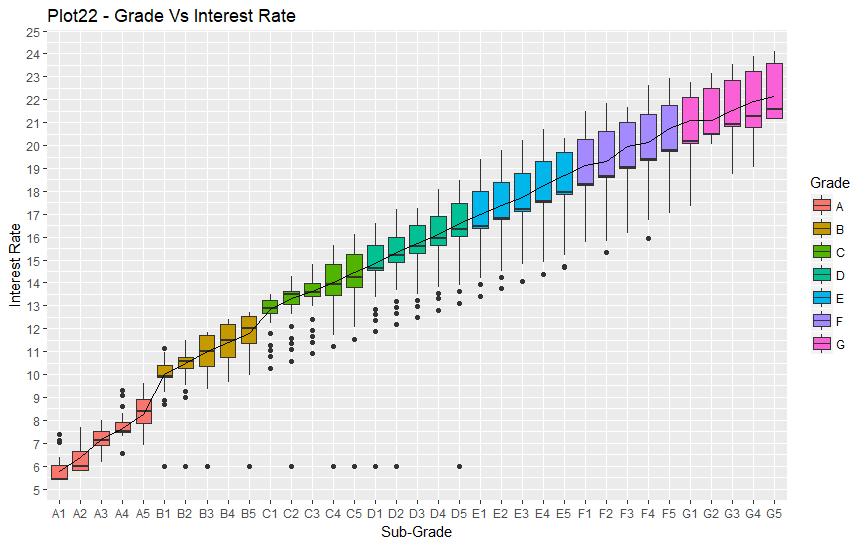 Plot22 - Grade Vs Interest Rate
Interest Rate
25
24
23
22
21
20
19
18
17
16
15
14
13
12
11
10
9
8
7
6
5
A1 A2 A3 A4 A5 B1 B2 B3 B4 B5 C1 C2 C3 C4 C5 D1 D2 D3 D4 D5 E1 E2 E3 E4 E5 F1 F2 F3 F4 F5 G1 G2 G3 G4 G5
Sub-Grade
Grade
A
B
C
D
E
F
G